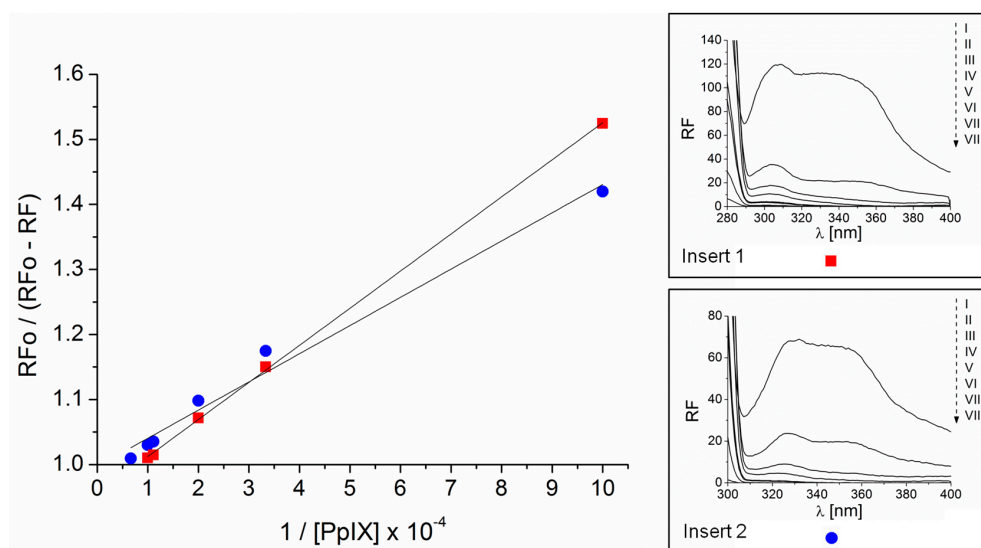 RFo / (RFo - RF)
1.6
1.5
1.4
1.3
1.2
1.1
1.0
0 1 2 3 4 5 6 7 8 9 10
1 / [PpIX] x 10-4
RF
140
120
100
80
60
40
20
0
280 300 320 340 360 380 400
λ [nm]
I
II
III
IV
V
VI
VII
VII
Insert 1
RF
80
60
40
20
0
300 320 340 360 380 400
λ [nm]
I
II
III
IV
V
VI
VII
VII
Insert 2